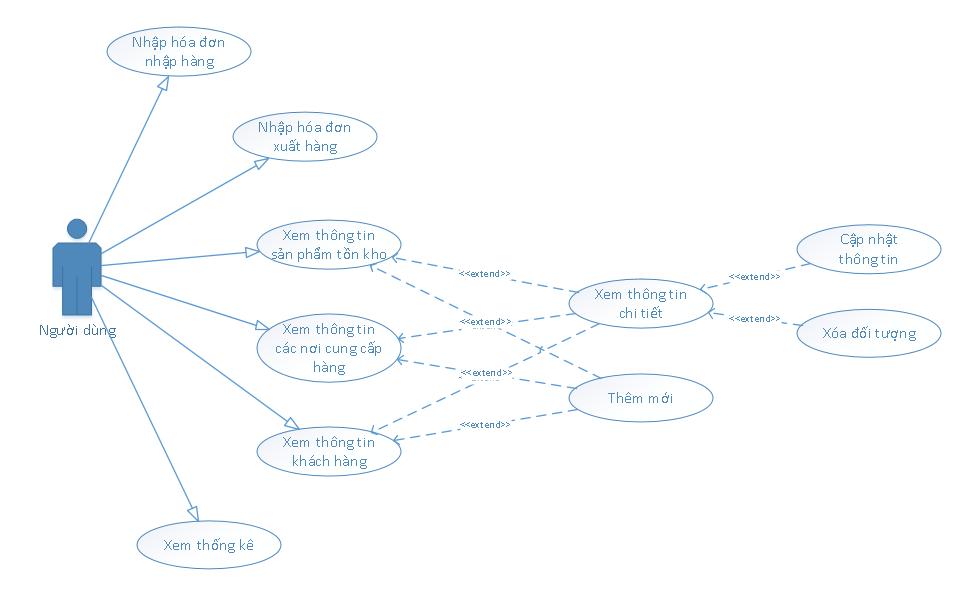 Nhập hóa đơn
nhập hàng
Nhập hóa đơn
xuất hàng
Xem thông tin
sản phẩm tồn kho
Cập nhật
thông tin
<<extend>>
<<extend>>
Xem thông tin
chi tiết
Người dùng
Xem thông tin
các nơi cung cấp
hàng
<<extend>>
<<extend>>
Xóa đối tượng
<<extend>>
Thêm mới
<<extend>>
Xem thông tin
khách hàng
Xem thống kê